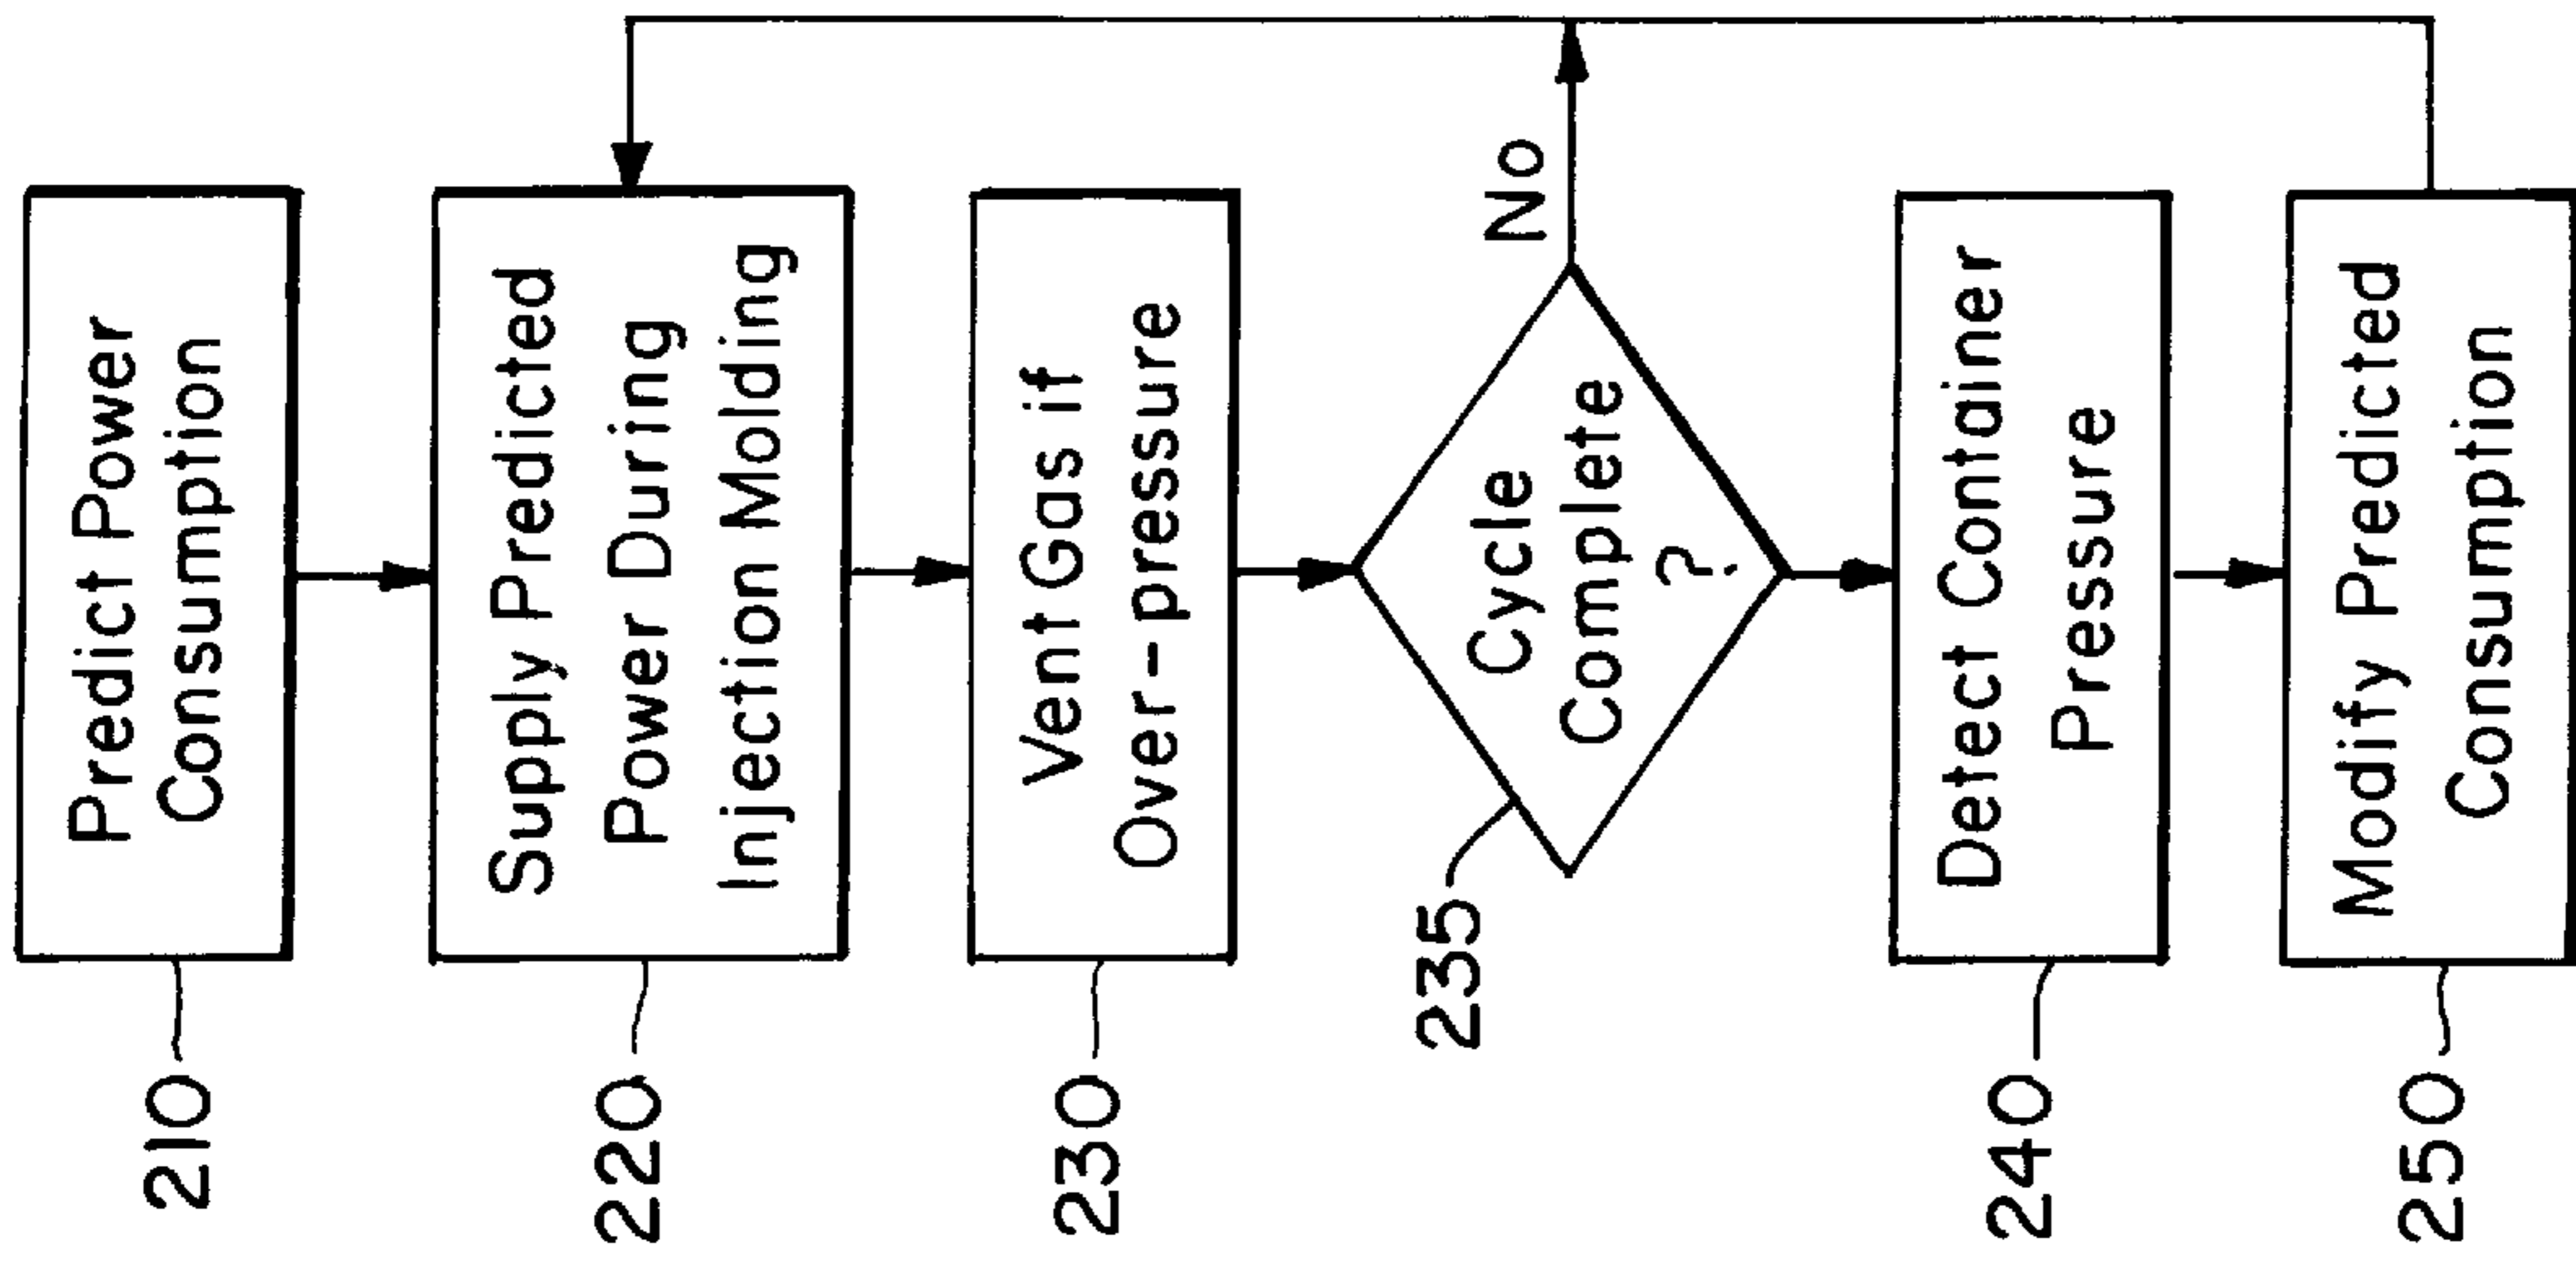 210
Predict Power
Consumption
220
Supply Predicted
Power During
Injection Molding
230
Vent Gas if
Over-pressure
235
Cycle
Complete
?
No
240
Detect Container
Pressure
250
Modify Predicted
Consumption